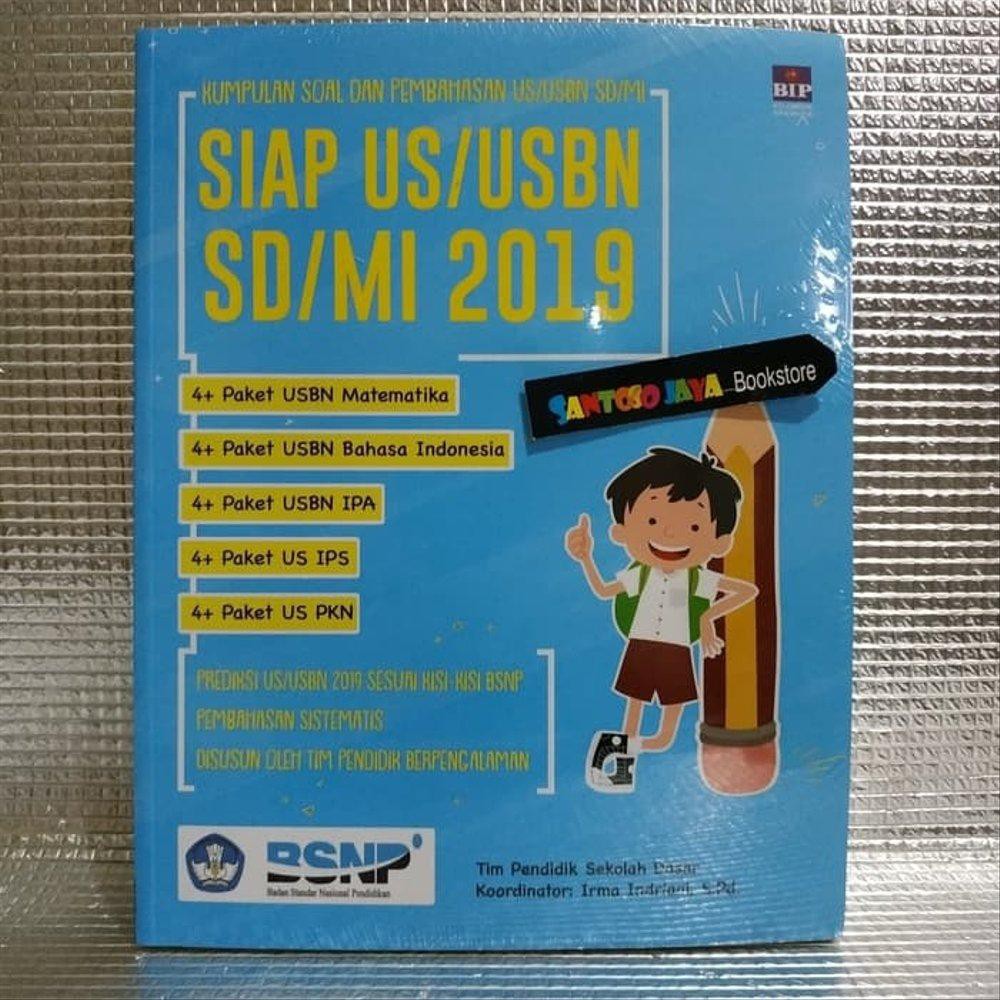 KUMPULAN SOAL DAN PEMBAHASAN US/USBN SD/MI
BIP
SIAP US/USBN
SD/MI 2019
SANTOSO JAYA Bookstore
4+ Paket USBN Matematika
4+ Paket USBN Bahasa Indonesia
4+ Paket USBN IPA
4+ Paket US IPS
4+ Paket US PKN
PREDIKSI US/USBN 2019 SESUAI KISI-KISI BSNP
PEMBAHASAN SISTEMATIS
DISUSUN OLEH TIM PENDIDIK BERPENGALAMAN
BSNP
Badan Standar Nasional Pendidikan
Tim Pendidik Sekolah Dasar
Koordinator: Irma Indriani, S.Pd.